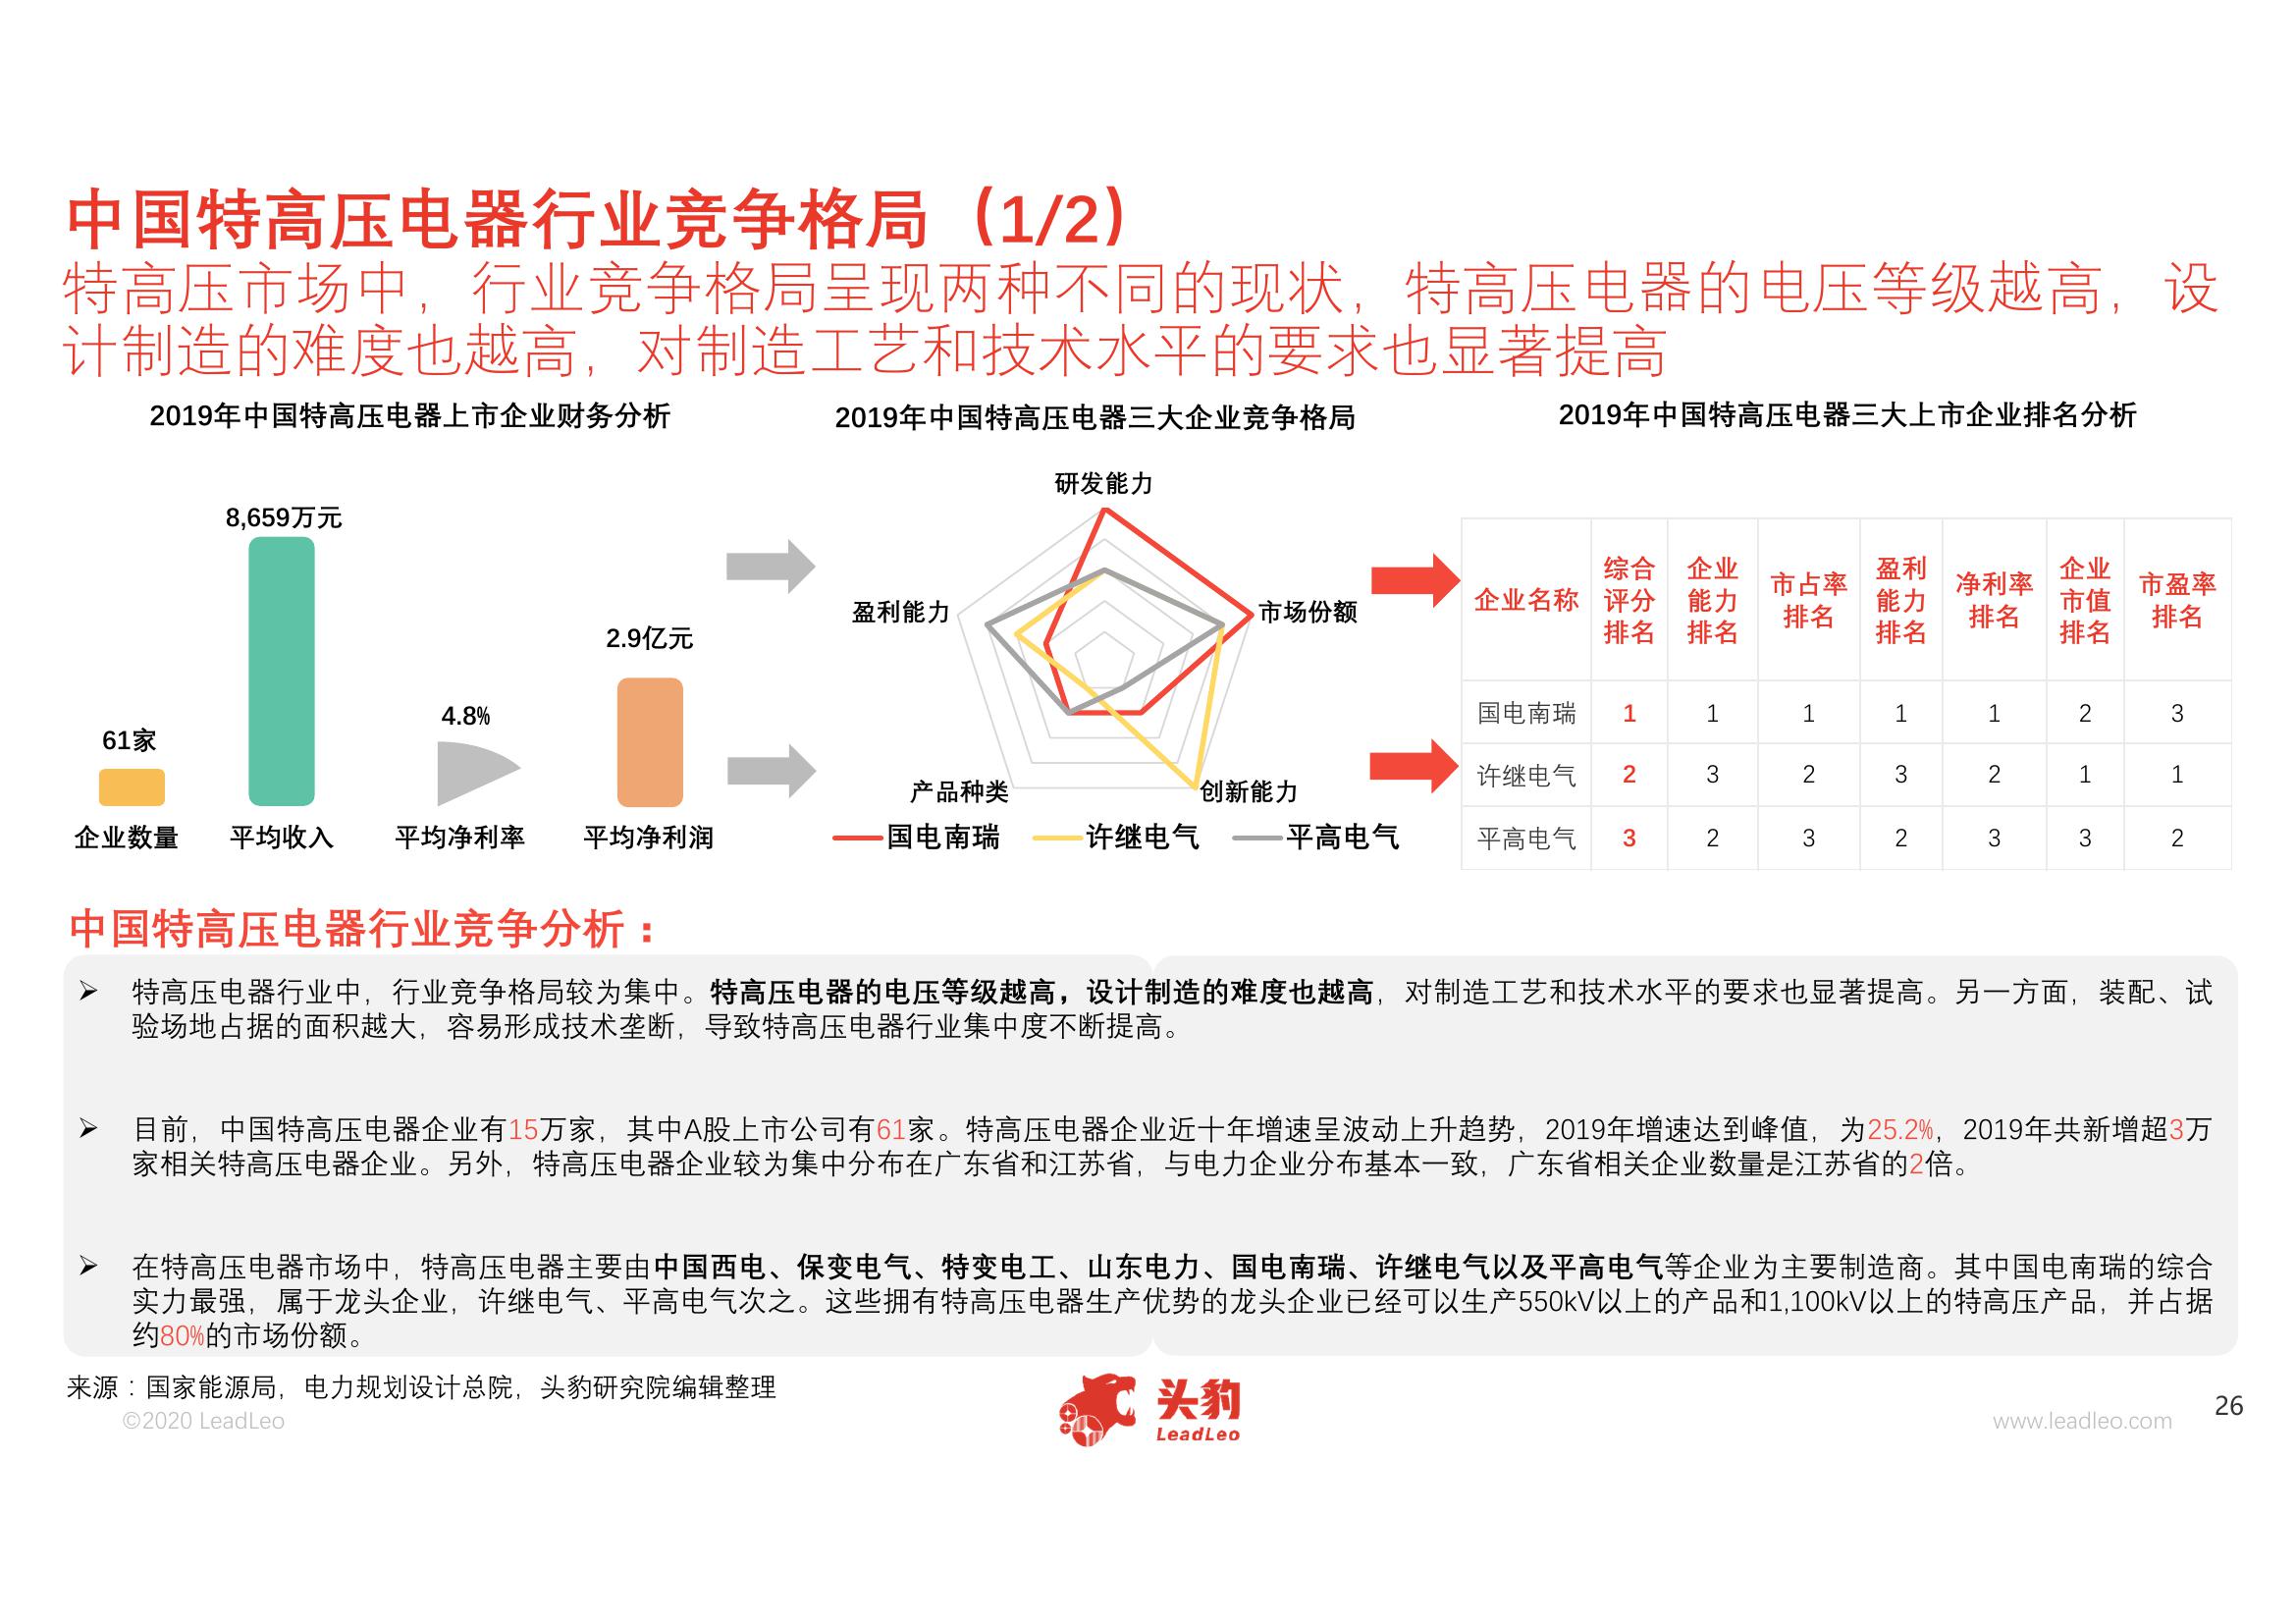 中国特高压电器行业竞争格局（1/2）
特高压市场中，行业竞争格局呈现两种不同的现状，特高压电器的电压等级越高，设
计制造的难度也越高，对制造工艺和技术水平的要求也显著提高
2019年中国特高压电器上市企业财务分析
8,659万元
2.9亿元
4.8%
61家
企业数量 平均收入 平均净利率 平均净利润
2019年中国特高压电器三大企业竞争格局
研发能力
盈利能力 市场份额
产品种类 创新能力
国电南瑞 许继电气 平高电气
2019年中国特高压电器三大上市企业排名分析
企业名称 综合评分排名 企业能力排名 市占率排名 盈利能力排名 净利率排名 企业市值排名 市盈率排名
国电南瑞 1 1 1 1 1 2 3
许继电气 2 3 2 3 2 1 1
平高电气 3 2 3 2 3 3 2
中国特高压电器行业竞争分析：
➢ 特高压电器行业中，行业竞争格局较为集中。特高压电器的电压等级越高，设计制造的难度也越高，对制造工艺和技术水平的要求也显著提高。另一方面，装配、试
验场地占据的面积越大，容易形成技术垄断，导致特高压电器行业集中度不断提高。
➢ 目前，中国特高压电器企业有15万家，其中A股上市公司有61家。特高压电器企业近十年增速呈波动上升趋势，2019年增速达到峰值，为25.2%，2019年共新增超3万
家相关特高压电器企业。另外，特高压电器企业较为集中分布在广东省和江苏省，与电力企业分布基本一致，广东省相关企业数量是江苏省的2倍。
➢ 在特高压电器市场中，特高压电器主要由中国西电、保变电气、特变电工、山东电力、国电南瑞、许继电气以及平高电气等企业为主要制造商。其中国电南瑞的综合
实力最强，属于龙头企业，许继电气、平高电气次之。这些拥有特高压电器生产优势的龙头企业已经可以生产550kV以上的产品和1,100kV以上的特高压产品，并占据
约80%的市场份额。
来源：国家能源局，电力规划设计总院，头豹研究院编辑整理
©2020 LeadLeo
头豹
LeadLeo
www.leadleo.com
26